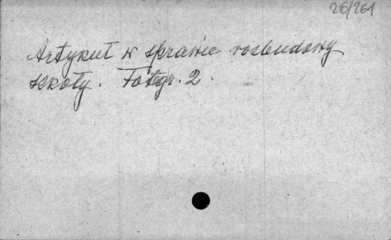 26/261
Artykuł w sprawie rozbudowy
szkoły. Fotogr. 2.